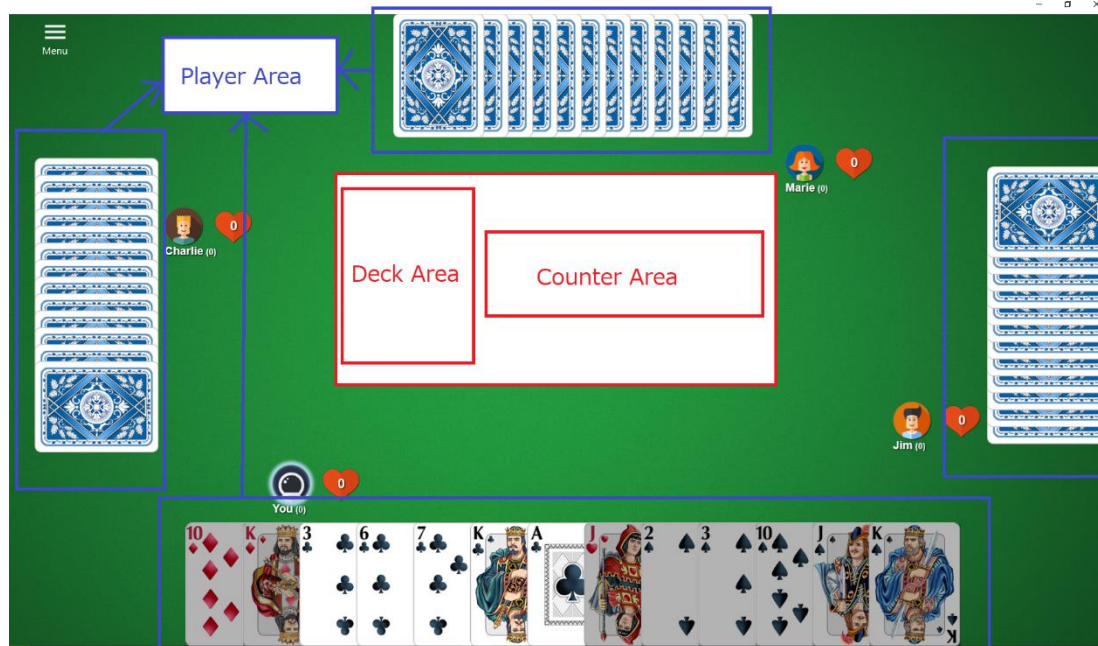 Menu
Player Area
0
Marie (0)
0
Charlie (0)
Deck Area
Counter Area
0
Jim (0)
0
You (0)
10 K 3 6 7 K A J 2 3 10 J K
K